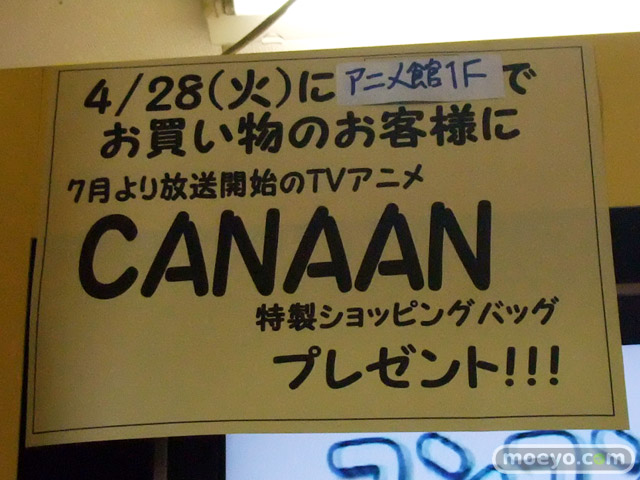 4/28(火)にアニメ館1Fで
お買い物のお客様に
7月より放送開始のTVアニメ
CANAAN
特製ショッピングバッグ
プレゼント!!!
moeyo.com